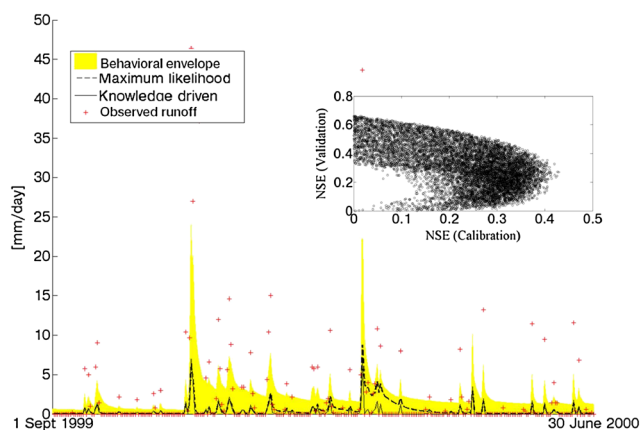 50
45
40
35
30
25
20
15
10
5
0
[mm/day]
Behavioral envelope
Maximum likelihood
Knowledge driven
Observed runoff
0.8
0.6
0.4
0.2
0
NSE (Validation)
0 0.1 0.2 0.3 0.4 0.5
NSE (Calibration)
1 Sept 1999 30 June 2000